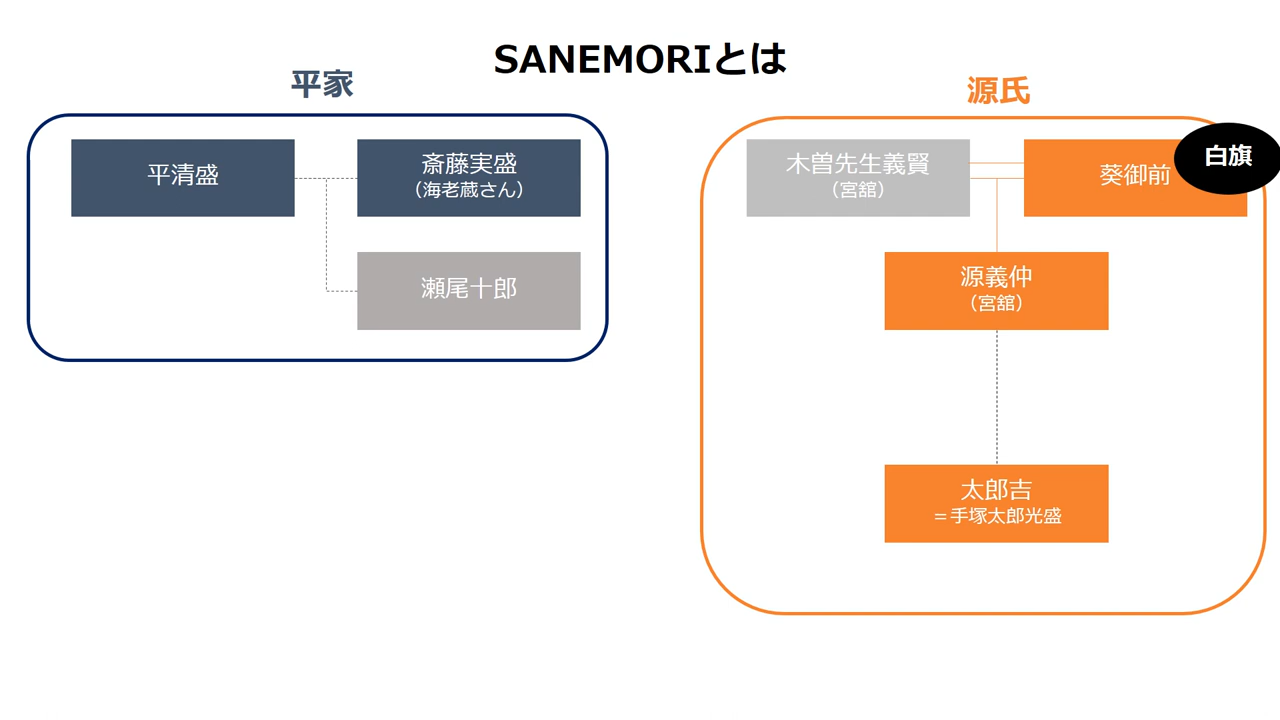 SANEMORIとは
平家
平清盛
斎藤実盛
（海老蔵さん）
瀬尾十郎
源氏
木曽先生義賢
（宮舘）
葵御前
白旗
源義仲
（宮舘）
太郎吉
＝手塚太郎光盛